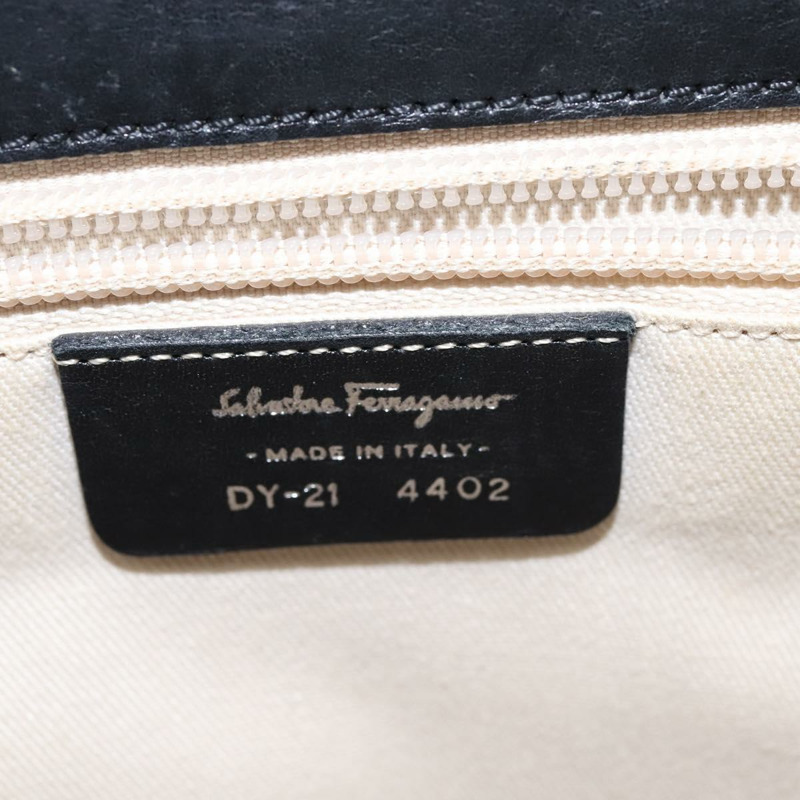 Salvatore Ferragamo
- MADE IN ITALY -
DY-21 4402